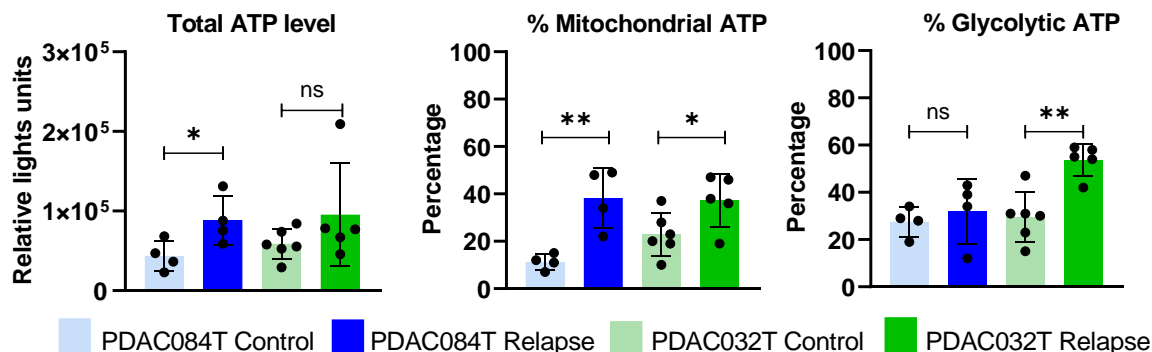 Total ATP level
% Mitochondrial ATP
% Glycolytic ATP
Relative lights units
3×10⁵
2×10⁵
1×10⁵
0
*
ns
Percentage
100
80
60
40
20
0
**
*
Percentage
100
80
60
40
20
0
ns
**
PDAC084T Control
PDAC084T Relapse
PDAC032T Control
PDAC032T Relapse